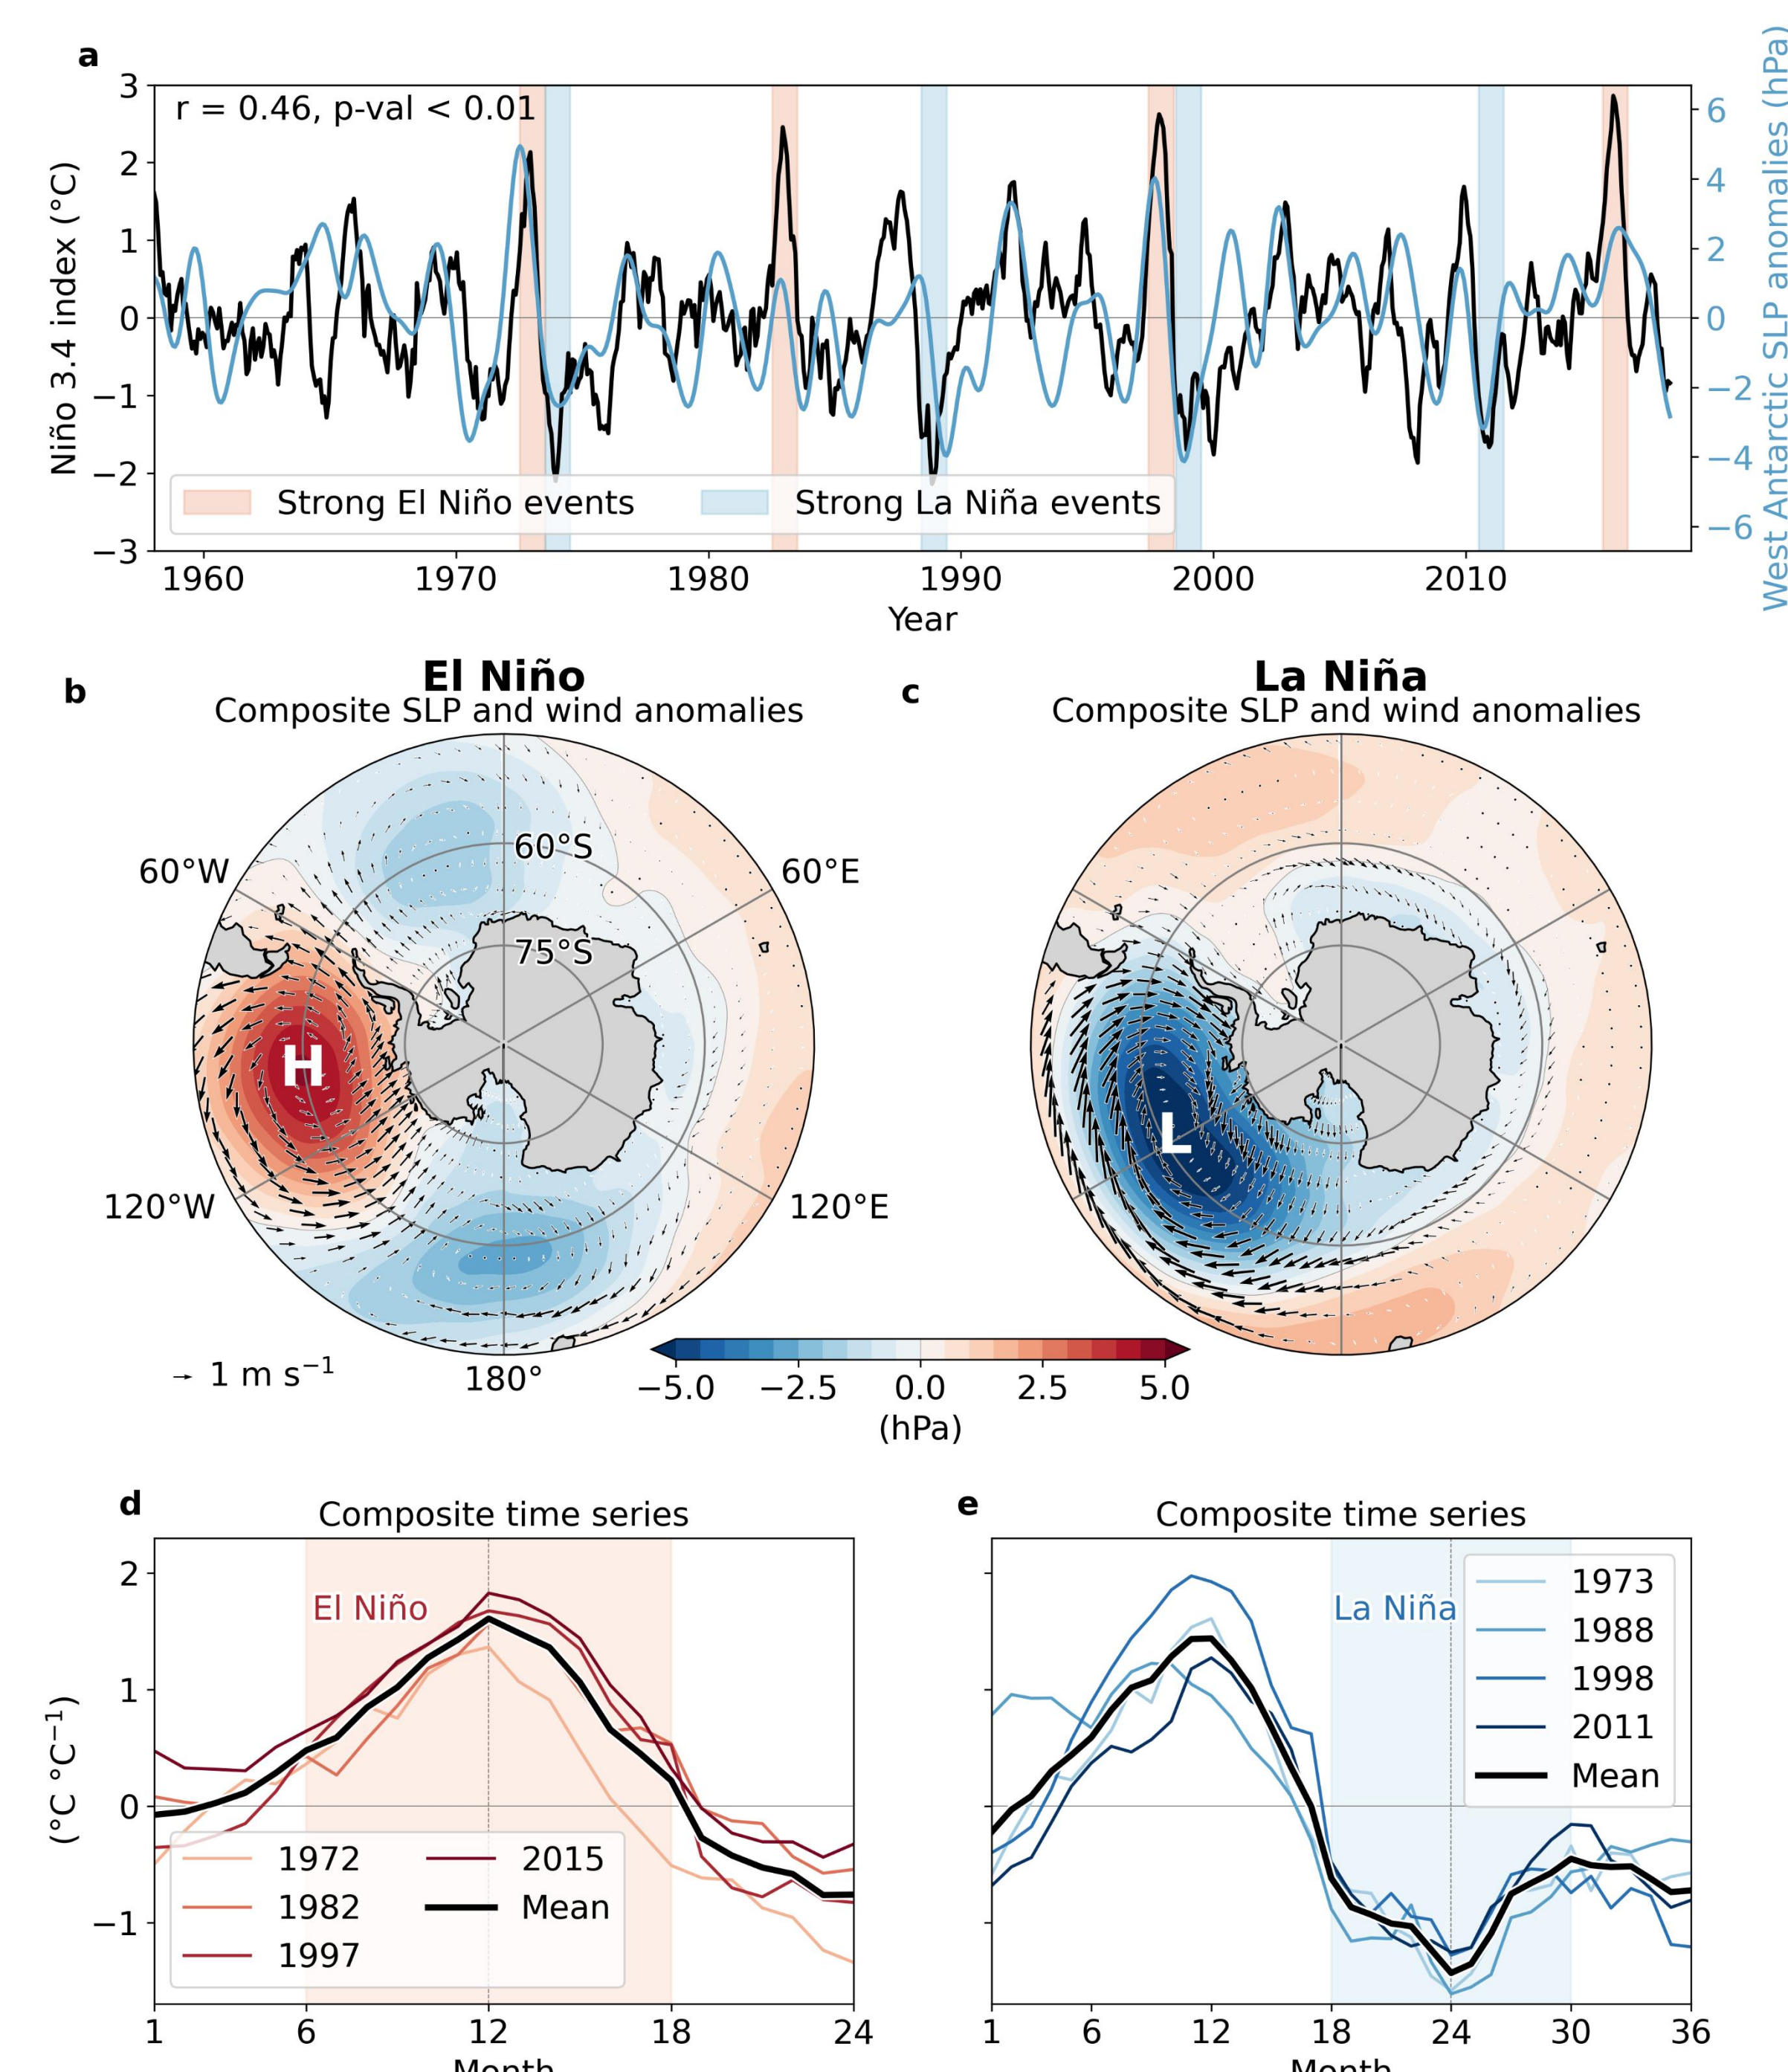 a
r = 0.46, p-val < 0.01
3
2
1
0
−1
−2
−3
Niño 3.4 index (°C)
6
4
2
0
−2
−4
−6
West Antarctic SLP anomalies (hPa)
Strong El Niño events
Strong La Niña events
1960 1970 1980 1990 2000 2010
Year
b
El Niño
Composite SLP and wind anomalies
60°S
75°S
60°W
60°E
H
120°W
120°E
180°
→ 1 m s⁻¹
c
La Niña
Composite SLP and wind anomalies
L
−5.0 −2.5 0.0 2.5 5.0
(hPa)
d
Composite time series
El Niño
2
1
0
−1
(°C °C⁻¹)
1972
1982
1997
2015
Mean
1 6 12 18 24
Month
e
Composite time series
La Niña
1973
1988
1998
2011
Mean
1 6 12 18 24 30 36
Month